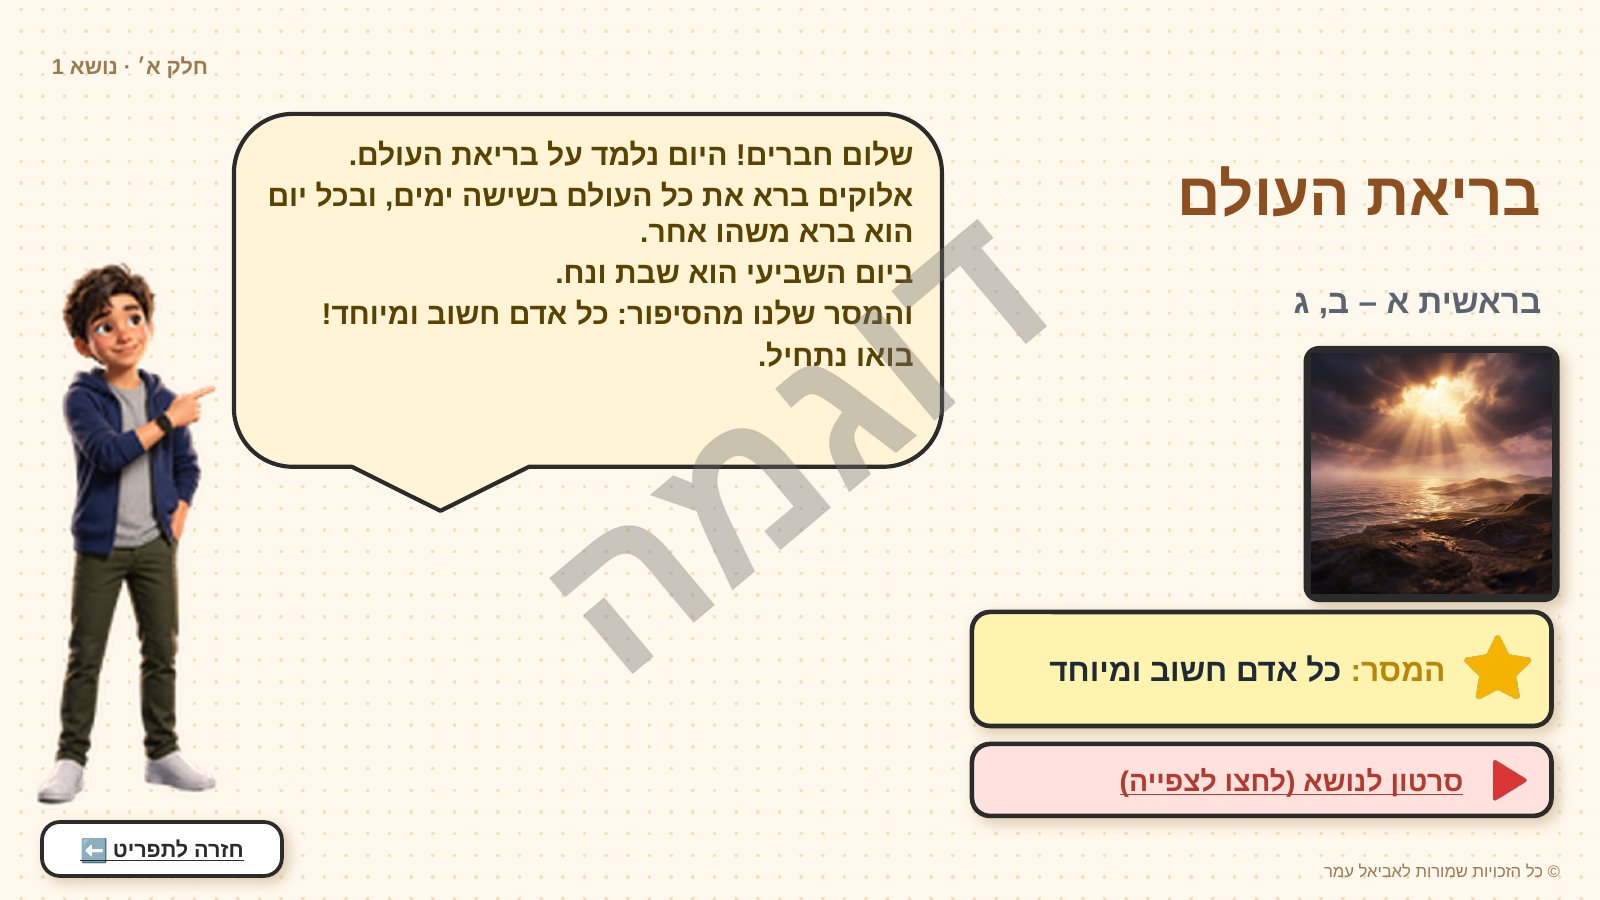 חלק א׳ · נושא 1
בריאת העולם
בראשית א – ב, ג
שלום חברים! היום נלמד על בריאת העולם.
אלוקים ברא את כל העולם בשישה ימים, ובכל יום
הוא ברא משהו אחר.
ביום השביעי הוא שבת ונח.
והמסר שלנו מהסיפור: כל אדם חשוב ומיוחד!
בואו נתחיל.
המסר: כל אדם חשוב ומיוחד
סרטון לנושא (לחצו לצפייה)
חזרה לתפריט ⬅️
© כל הזכויות שמורות לאביאל עמר
דוגמה